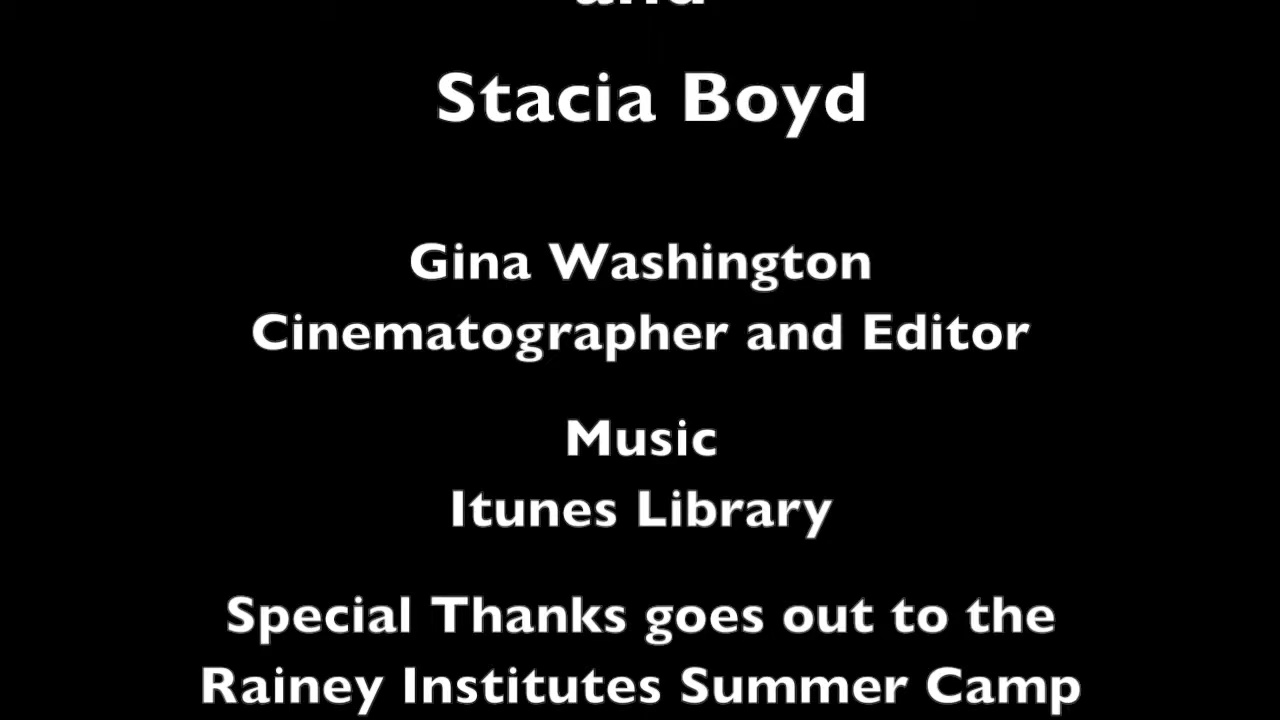 and
Stacia Boyd
Gina Washington
Cinematographer and Editor
Music
Itunes Library
Special Thanks goes out to the
Rainey Institutes Summer Camp